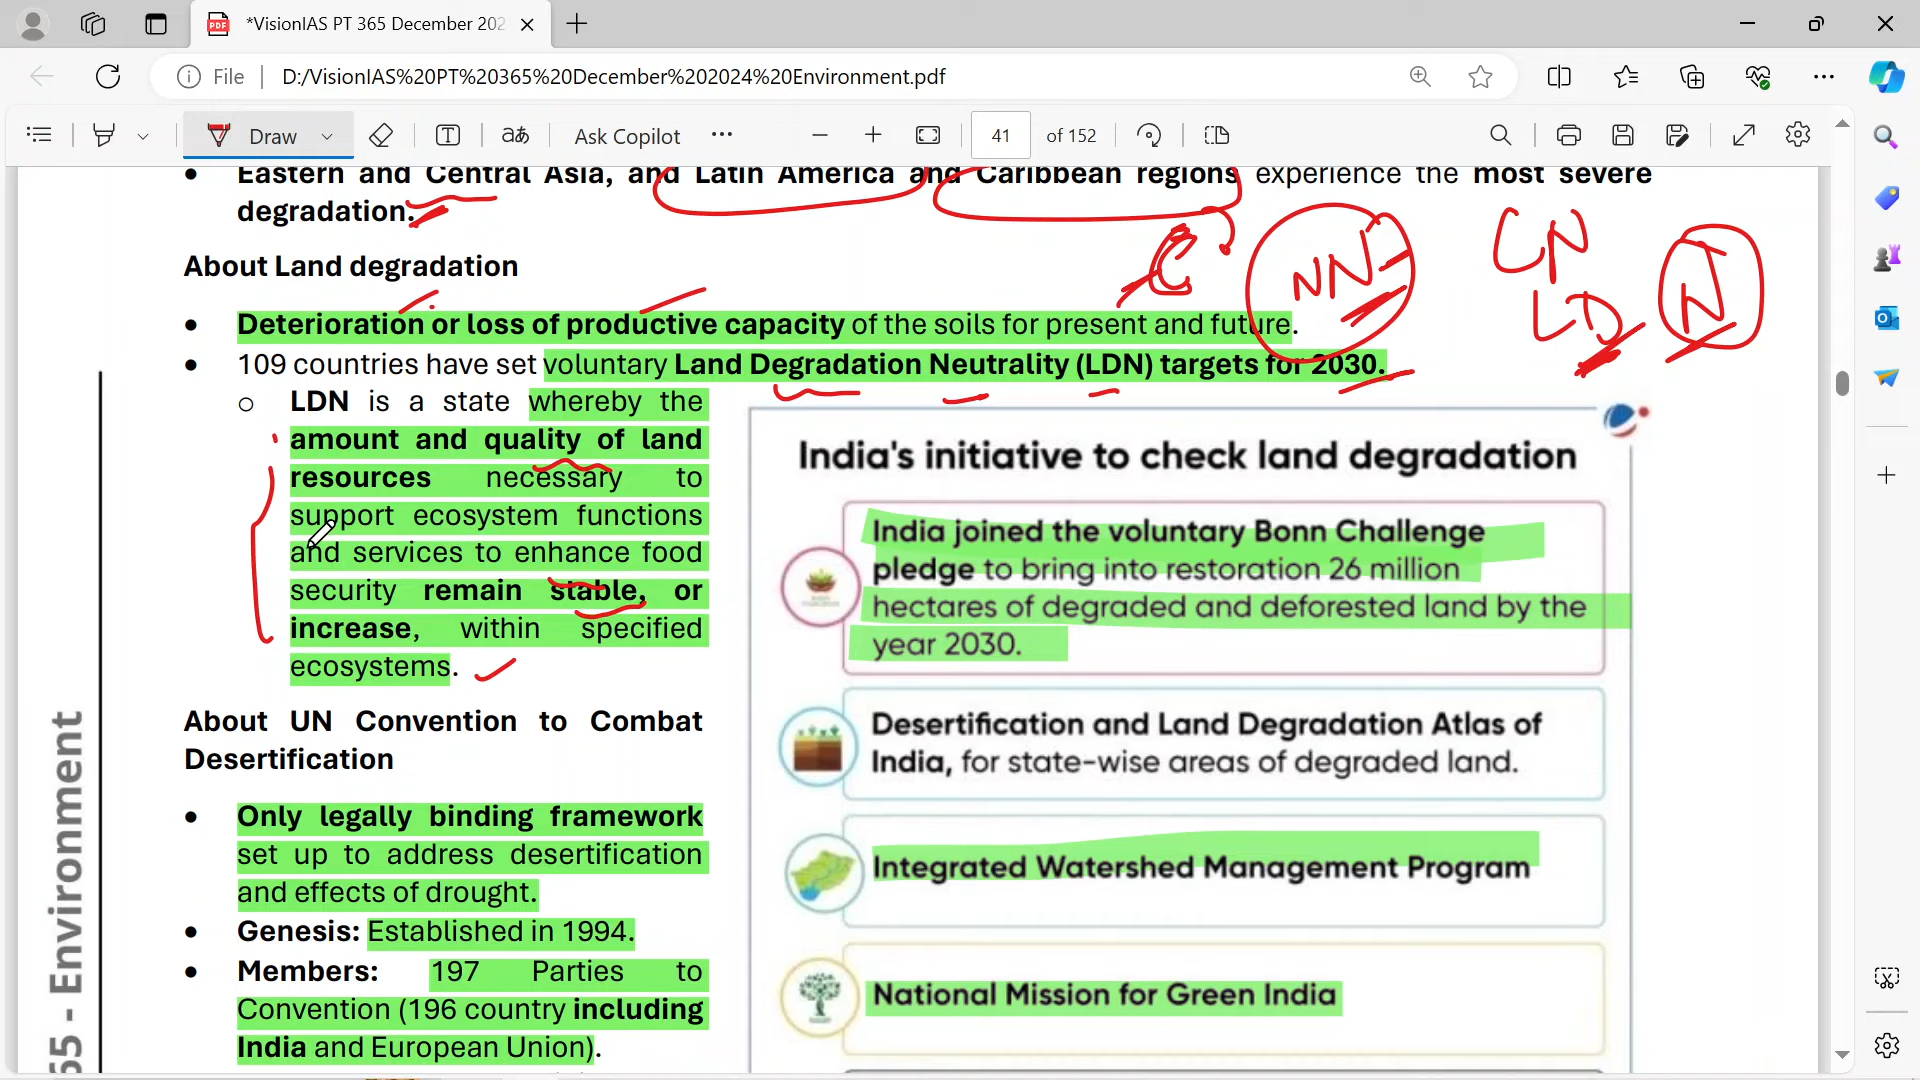 *VisionIAS PT 365 December 202
File
D:/VisionIAS%20PT%20365%20December%202024%20Environment.pdf
Draw
Ask Copilot
41
of 152
Eastern and Central Asia, and Latin America and Caribbean regions experience the most severe
degradation.
About Land degradation
• Deterioration or loss of productive capacity of the soils for present and future.
• 109 countries have set voluntary Land Degradation Neutrality (LDN) targets for 2030.
o LDN is a state whereby the
amount and quality of land
resources necessary to
support ecosystem functions
and services to enhance food
security remain stable, or
increase, within specified
ecosystems.
About UN Convention to Combat
Desertification
• Only legally binding framework
set up to address desertification
and effects of drought.
• Genesis: Established in 1994.
• Members: 197 Parties to
Convention (196 country including
India and European Union).
India's initiative to check land degradation
India joined the voluntary Bonn Challenge
pledge to bring into restoration 26 million
hectares of degraded and deforested land by the
year 2030.
Desertification and Land Degradation Atlas of
India, for state-wise areas of degraded land.
Integrated Watershed Management Program
National Mission for Green India
NN
CN
LD
N
55 - Environment